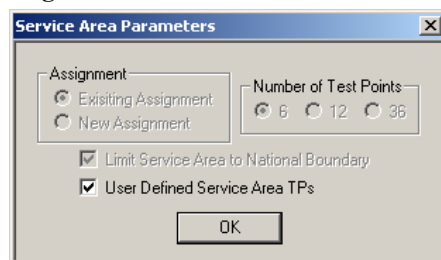 Service Area Parameters
Assignment
Exisiting Assignment
New Assignment
Number of Test Points
6 12 36
Limit Service Area to National Boundary
User Defined Service Area TPs
OK